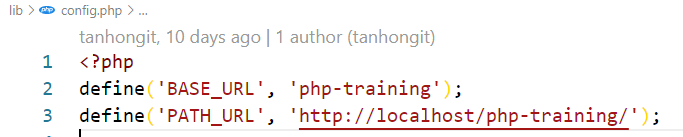 lib > config.php > ...
tanhongit, 10 days ago | 1 author (tanhongit)
1 <?php
2 define('BASE_URL', 'php-training');
3 define('PATH_URL', 'http://localhost/php-training/');